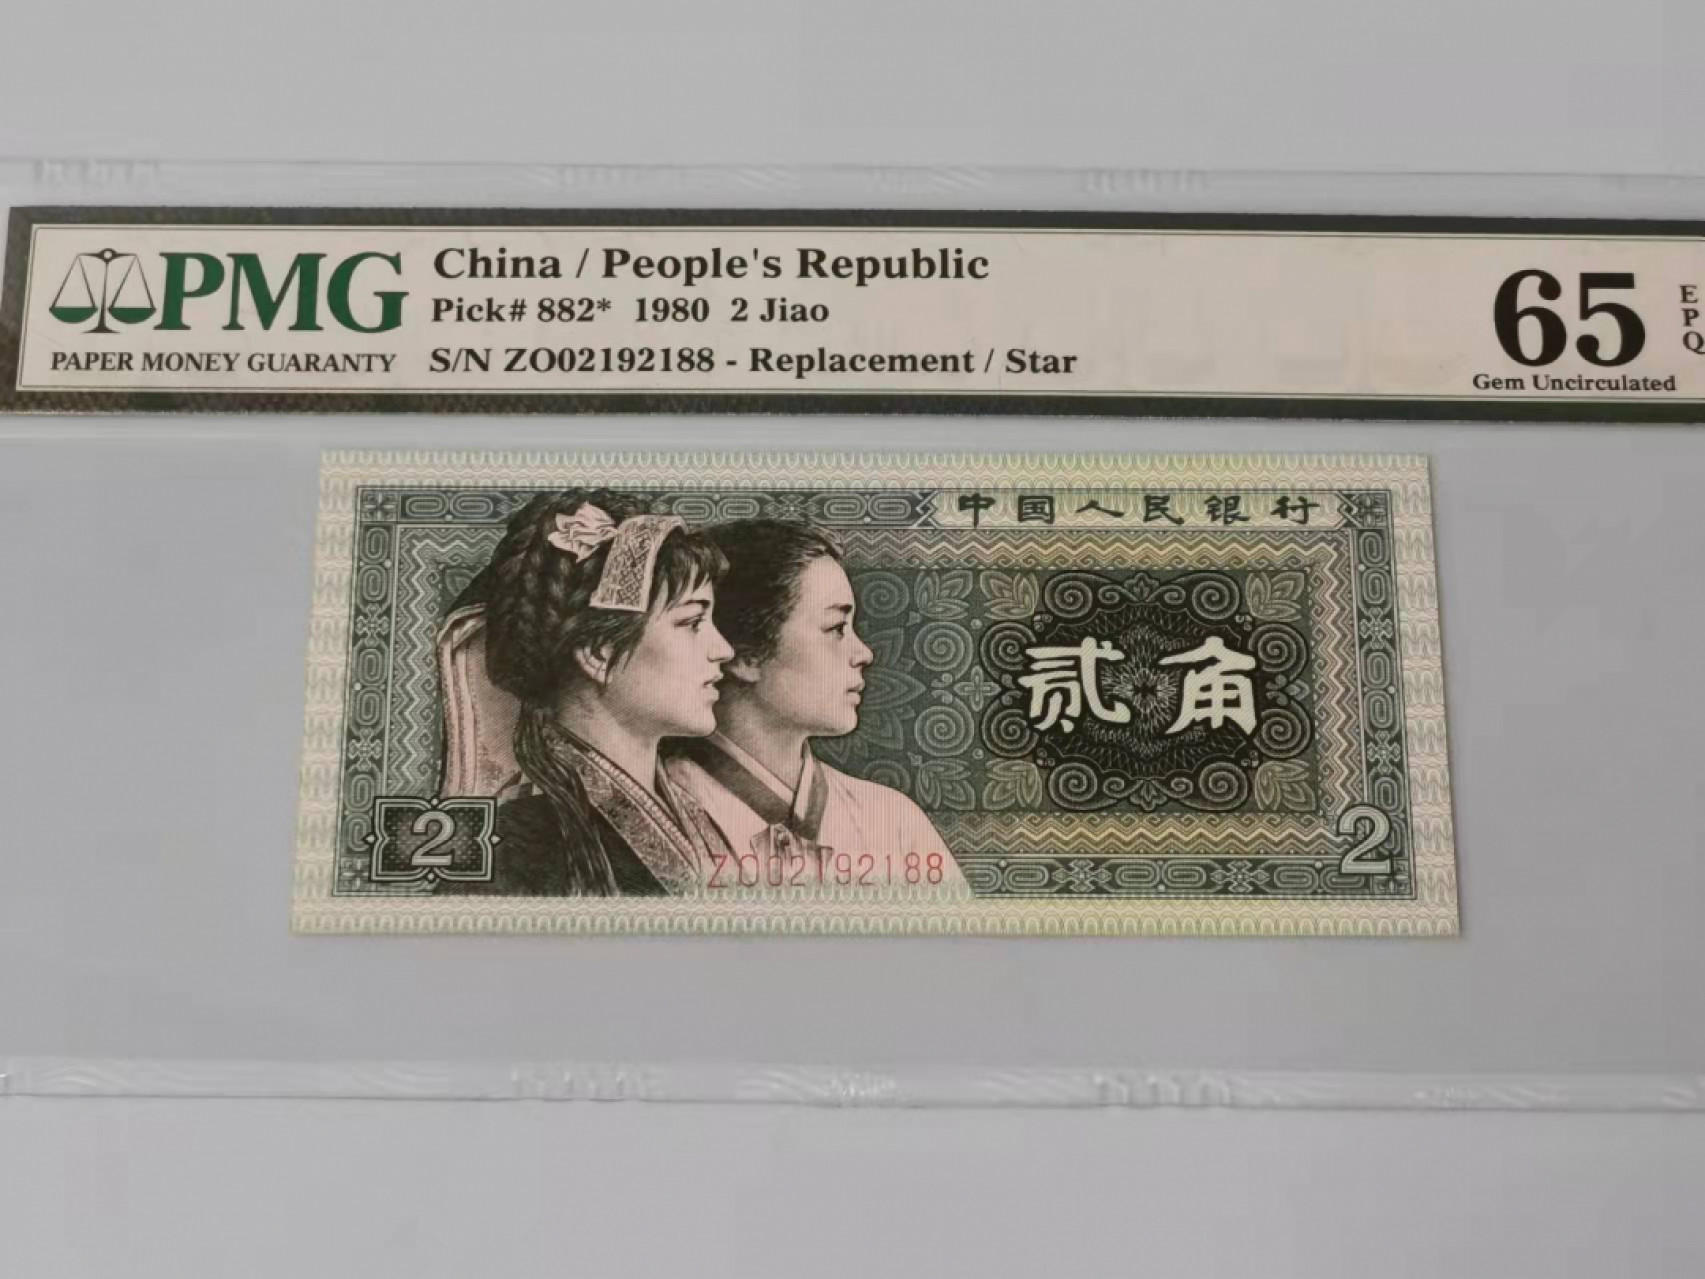 PMG
PAPER MONEY GUARANTY
China / People's Republic
Pick# 882* 1980 2 Jiao
S/N ZO02192188 - Replacement / Star
65
EPQ
Gem Uncirculated
中国人民银行
贰角
2
2
ZO02192188